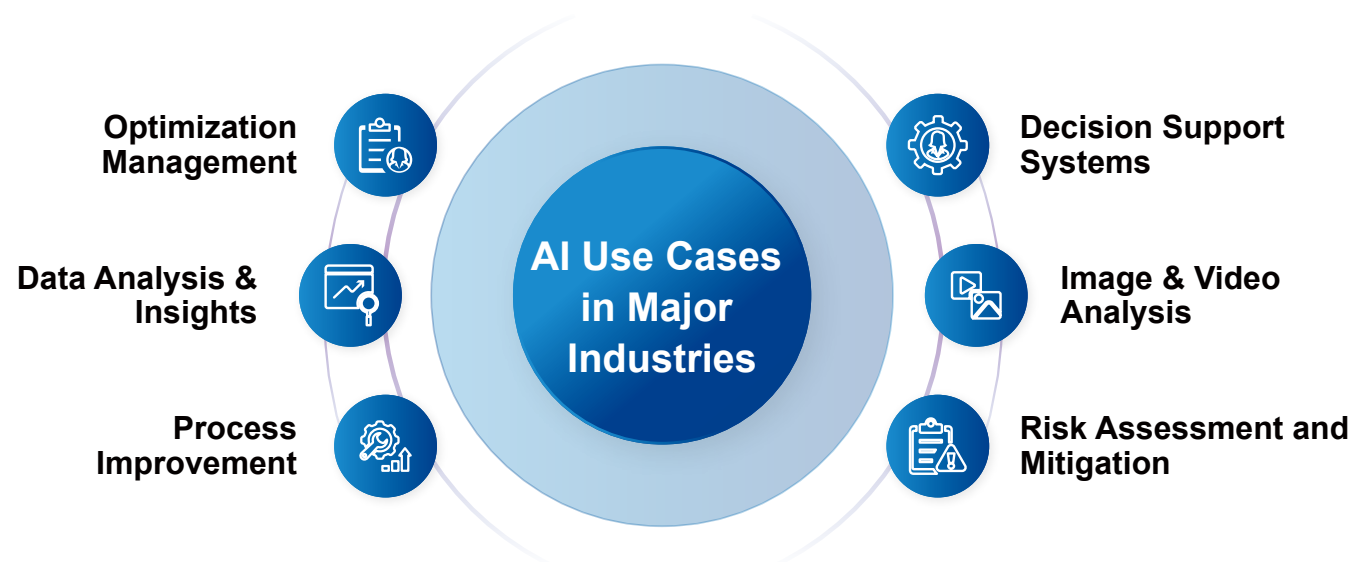 Optimization
Management
Data Analysis &
Insights
Process
Improvement
AI Use Cases
in Major
Industries
Decision Support
Systems
Image & Video
Analysis
Risk Assessment and
Mitigation